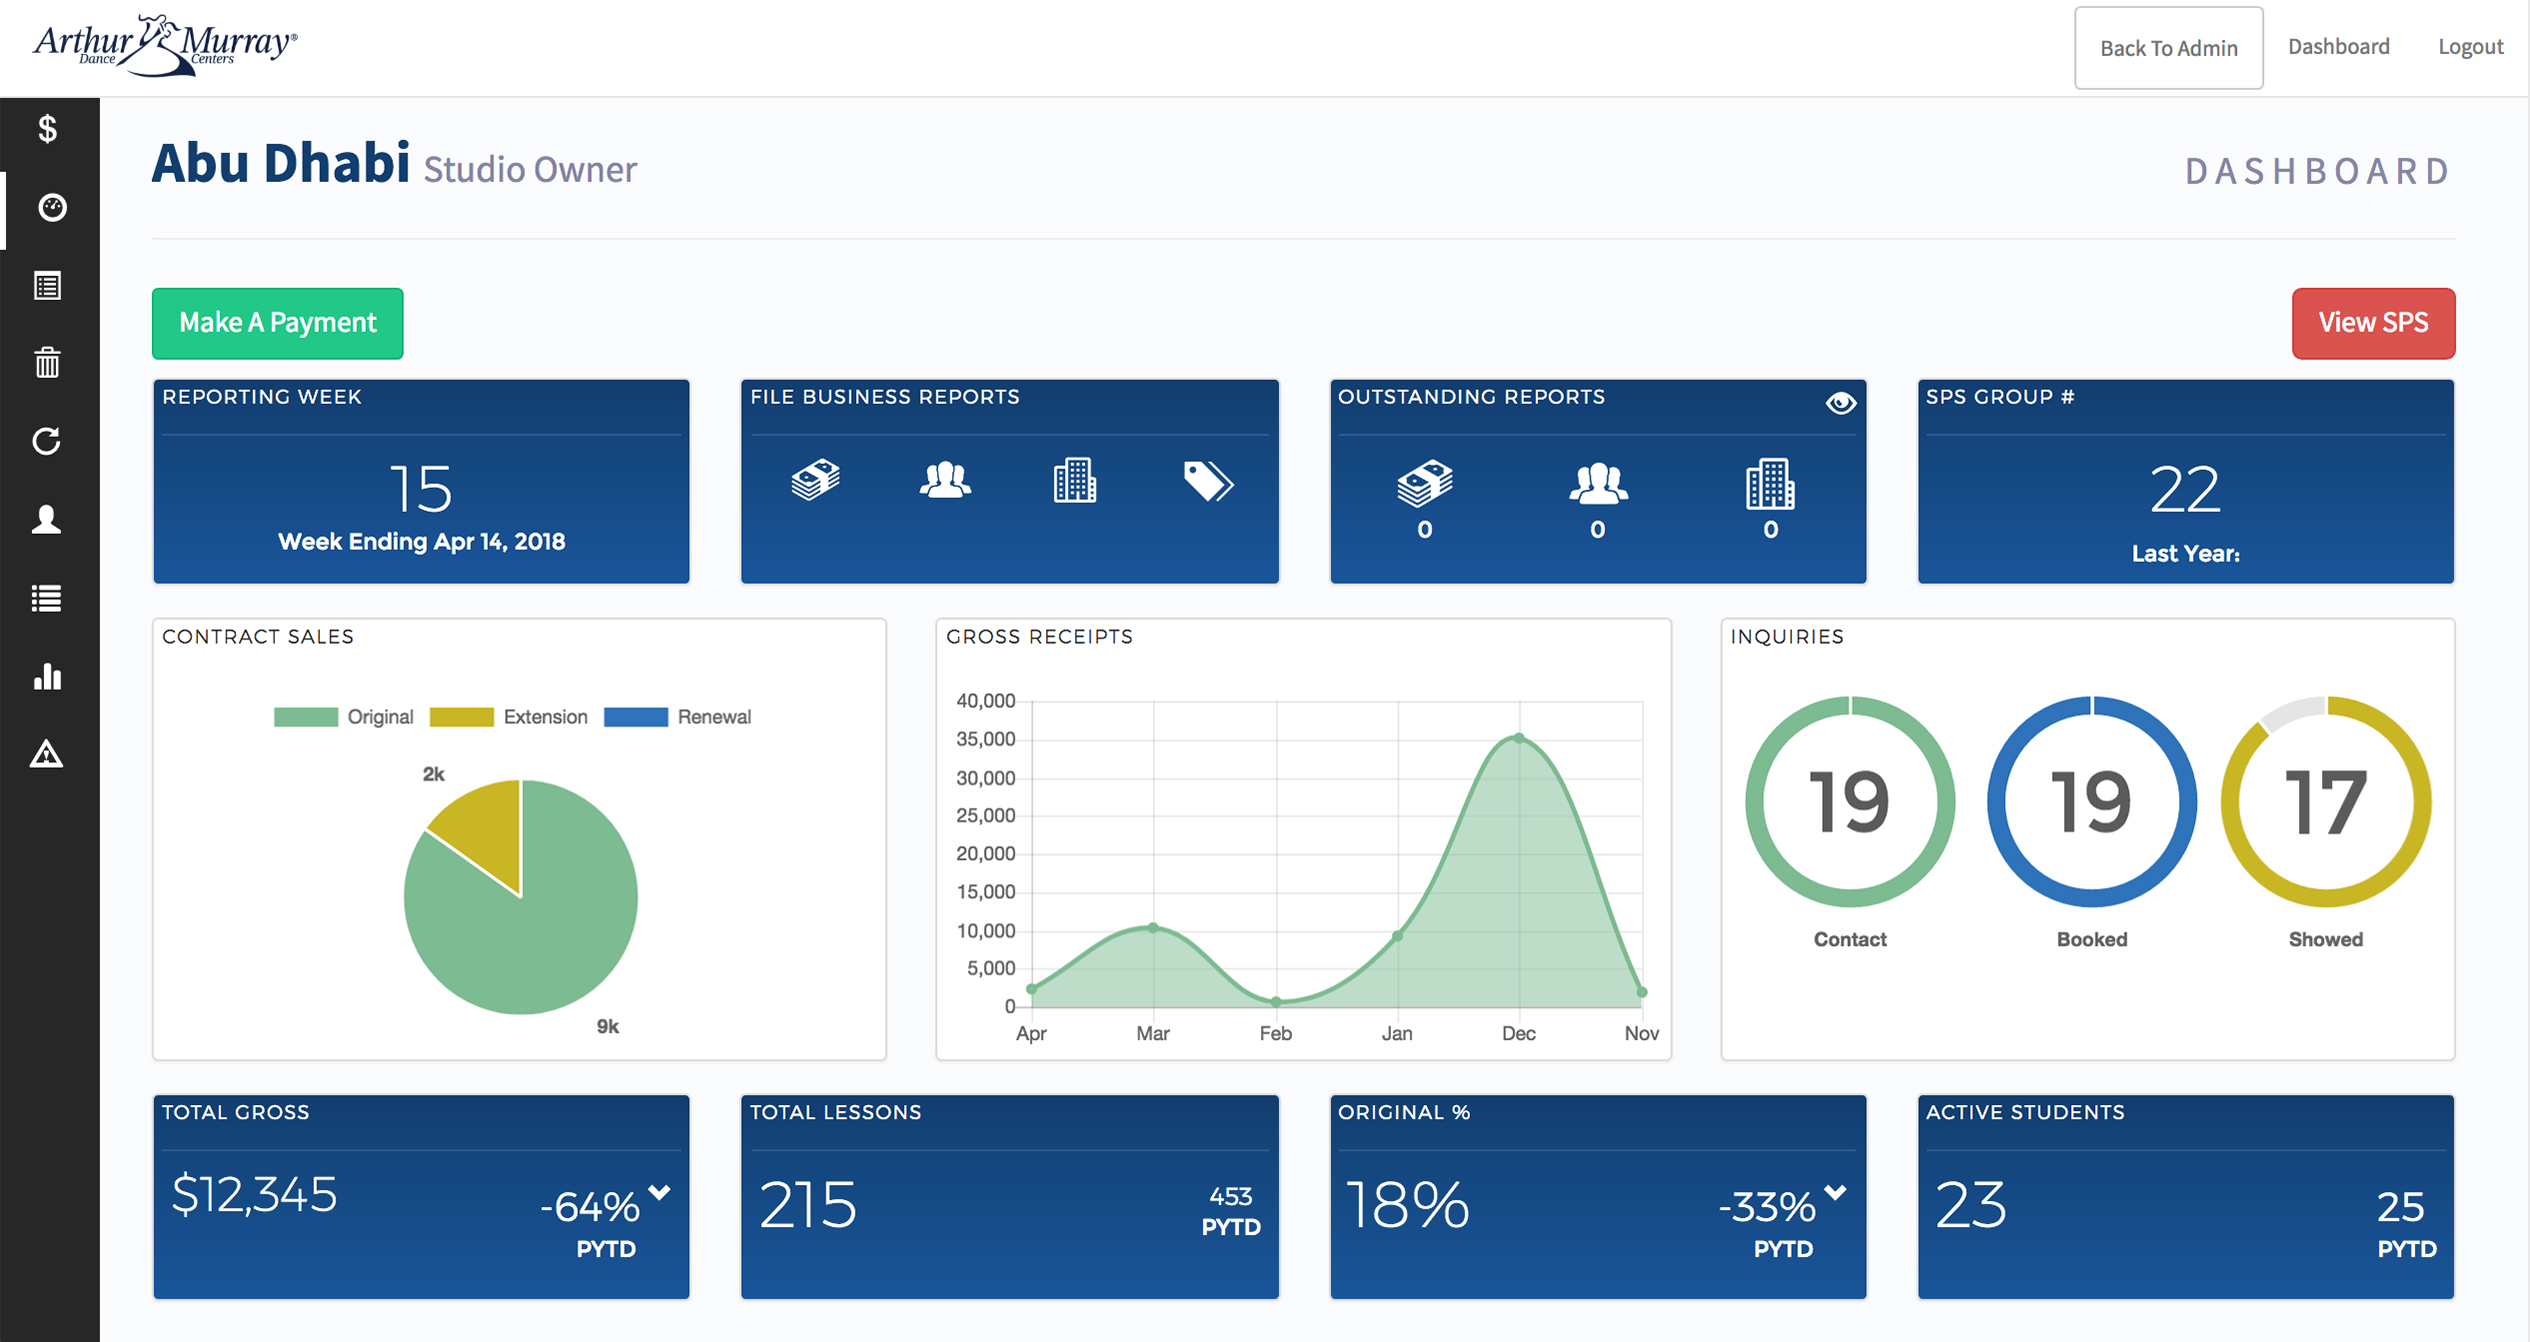 Arthur Murray®
Dance Centers
Back To Admin
Dashboard
Logout
Abu Dhabi Studio Owner
DASHBOARD
Make A Payment
View SPS
REPORTING WEEK
15
Week Ending Apr 14, 2018
FILE BUSINESS REPORTS
OUTSTANDING REPORTS
0
0
0
SPS GROUP #
22
Last Year:
CONTRACT SALES
Original
Extension
Renewal
2k
9k
GROSS RECEIPTS
40,000
35,000
30,000
25,000
20,000
15,000
10,000
5,000
0
Apr
Mar
Feb
Jan
Dec
Nov
INQUIRIES
19
Contact
19
Booked
17
Showed
TOTAL GROSS
$12,345
-64%
PYTD
TOTAL LESSONS
215
453
PYTD
ORIGINAL %
18%
-33%
PYTD
ACTIVE STUDENTS
23
25
PYTD